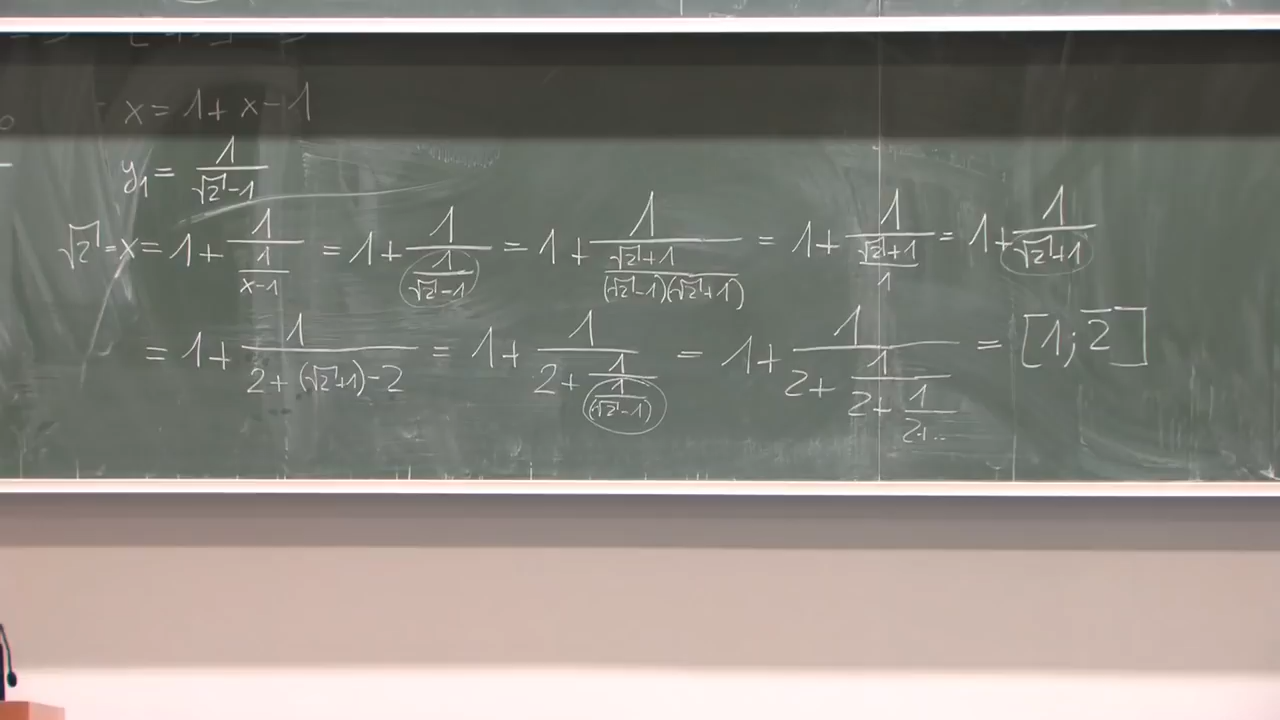 x = 1 + x - 1
y₁ = 1/(√2 - 1)
√2 = x = 1 + 1/(1/(x-1)) = 1 + 1/(1/(√2-1)) = 1 + 1/((√2+1)/((√2-1)(√2+1))) = 1 + 1/((√2+1)/1) = 1 + 1/(√2+1)
= 1 + 1/(2 + (√2+1) - 2) = 1 + 1/(2 + 1/(1/(√2-1))) = 1 + 1/(2 + 1/(2 + 1/(2+..))) = [1; 2̅]